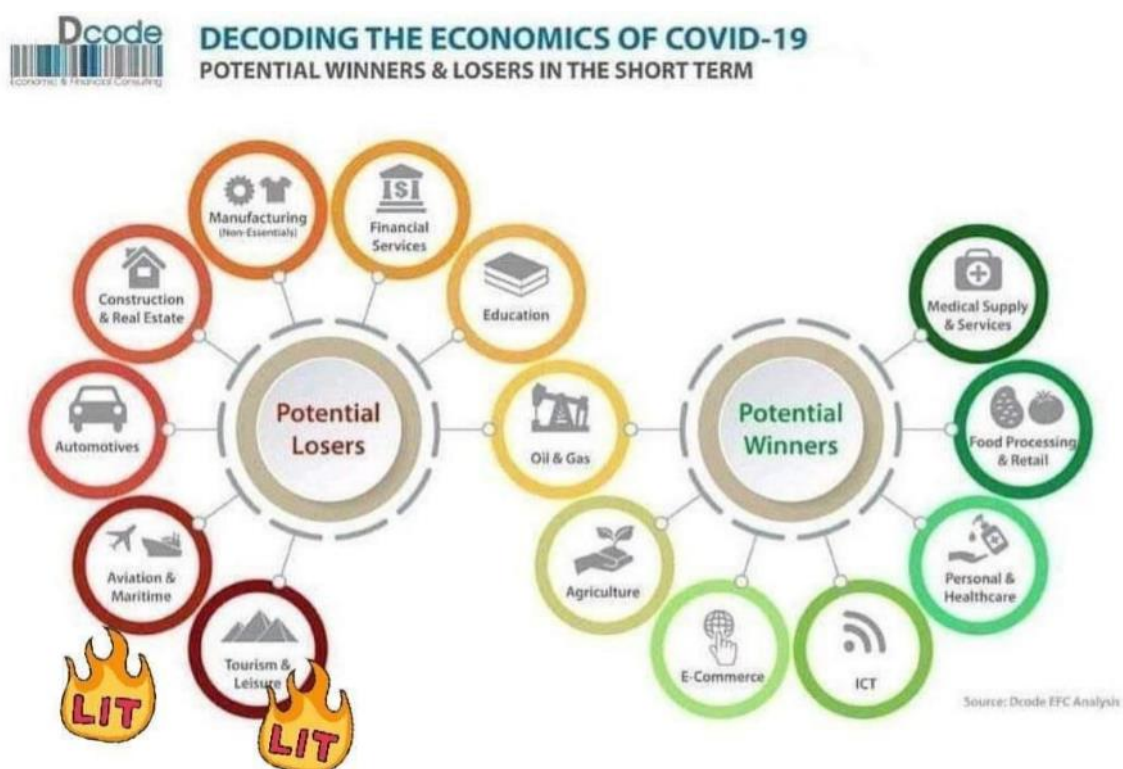 Dcode
Economic & Financial Consulting
DECODING THE ECONOMICS OF COVID-19
POTENTIAL WINNERS & LOSERS IN THE SHORT TERM
Manufacturing
(Non-Essentials)
Financial
Services
Construction
& Real Estate
Education
Automotives
Potential
Losers
Oil & Gas
Aviation &
Maritime
Tourism &
Leisure
LIT
LIT
Potential
Winners
Medical Supply
& Services
Food Processing
& Retail
Personal &
Healthcare
Agriculture
E-Commerce
ICT
Source: Dcode EFC Analysis